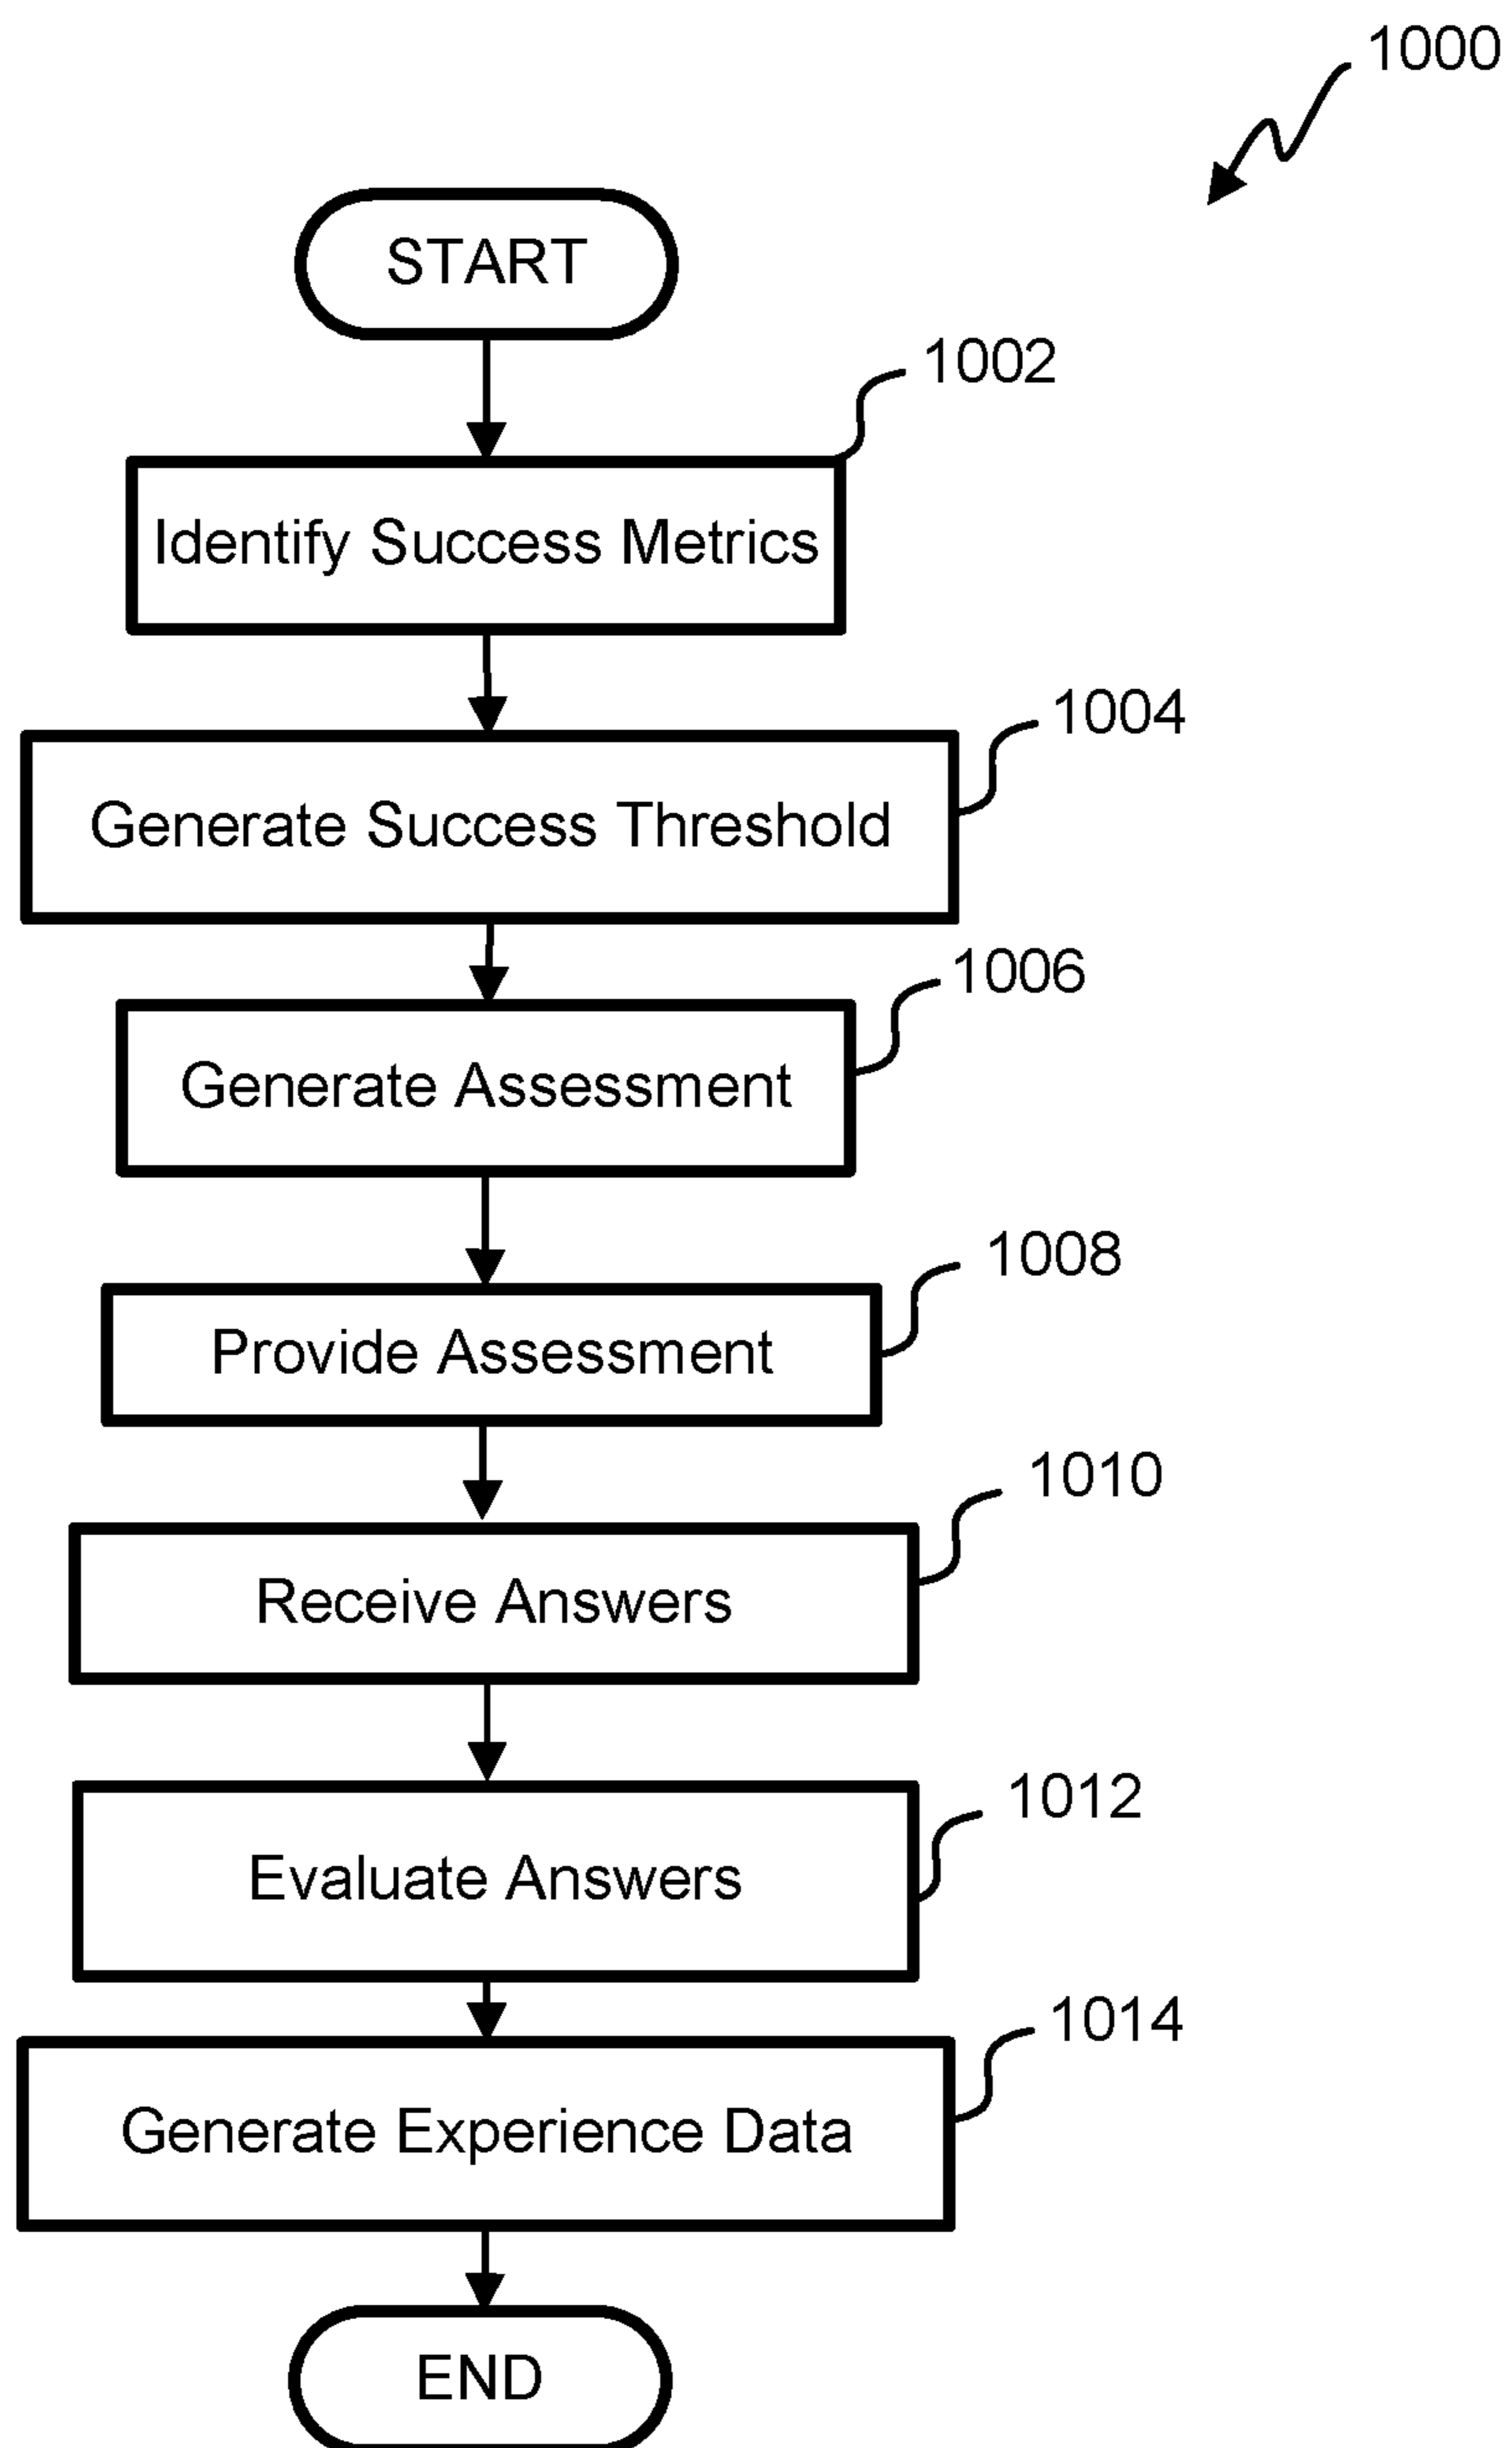 1000
START
1002
Identify Success Metrics
1004
Generate Success Threshold
1006
Generate Assessment
1008
Provide Assessment
1010
Receive Answers
1012
Evaluate Answers
1014
Generate Experience Data
END